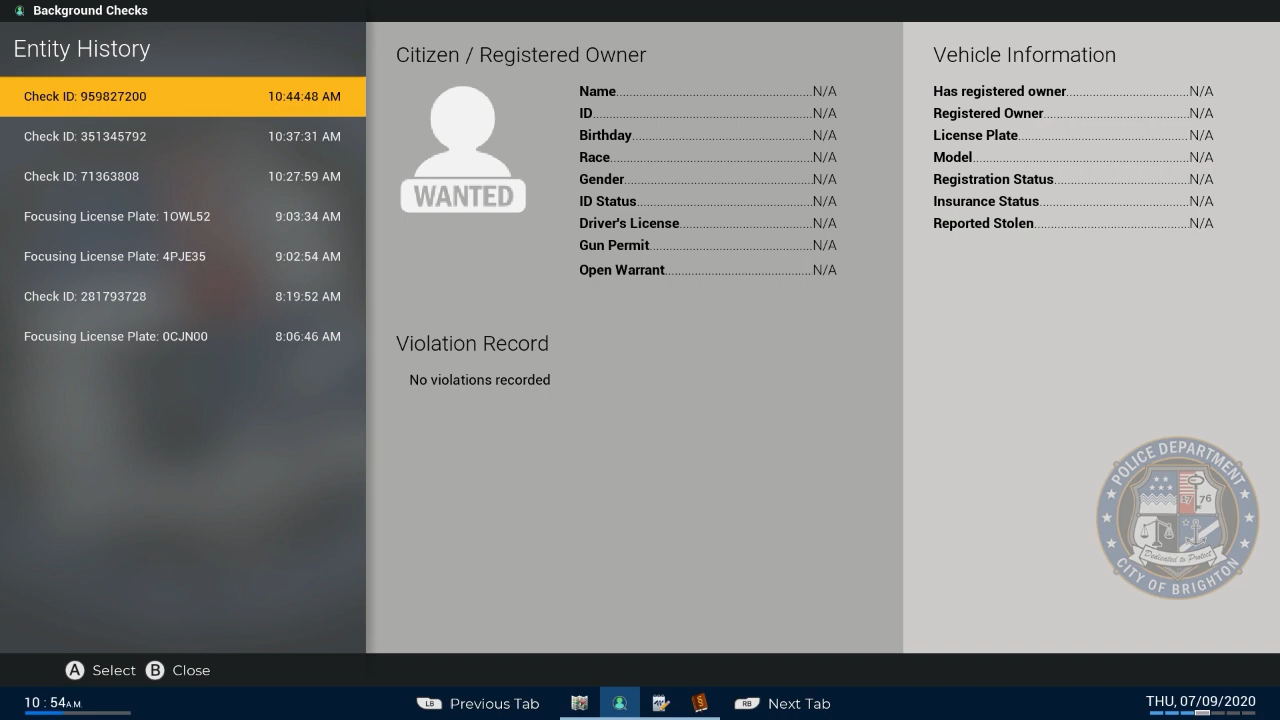 Background Checks
Entity History
Check ID: 959827200 10:44:48 AM
Check ID: 351345792 10:37:31 AM
Check ID: 71363808 10:27:59 AM
Focusing License Plate: 1OWL52 9:03:34 AM
Focusing License Plate: 4PJE35 9:02:54 AM
Check ID: 281793728 8:19:52 AM
Focusing License Plate: 0CJN00 8:06:46 AM
Citizen / Registered Owner
WANTED
Name N/A
ID N/A
Birthday N/A
Race N/A
Gender N/A
ID Status N/A
Driver's License N/A
Gun Permit N/A
Open Warrant N/A
Violation Record
No violations recorded
Vehicle Information
Has registered owner N/A
Registered Owner N/A
License Plate N/A
Model N/A
Registration Status N/A
Insurance Status N/A
Reported Stolen N/A
POLICE DEPARTMENT
1776
Dedicated to Protect
CITY OF BRIGHTON
A Select B Close
10 : 54 A.M. LB Previous Tab RB Next Tab THU, 07/09/2020